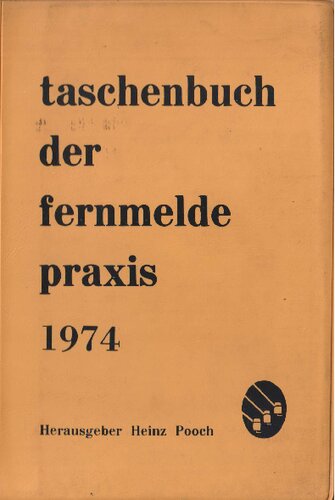 taschenbuch
der
fernmelde
praxis
1974
Herausgeber Heinz Pooch